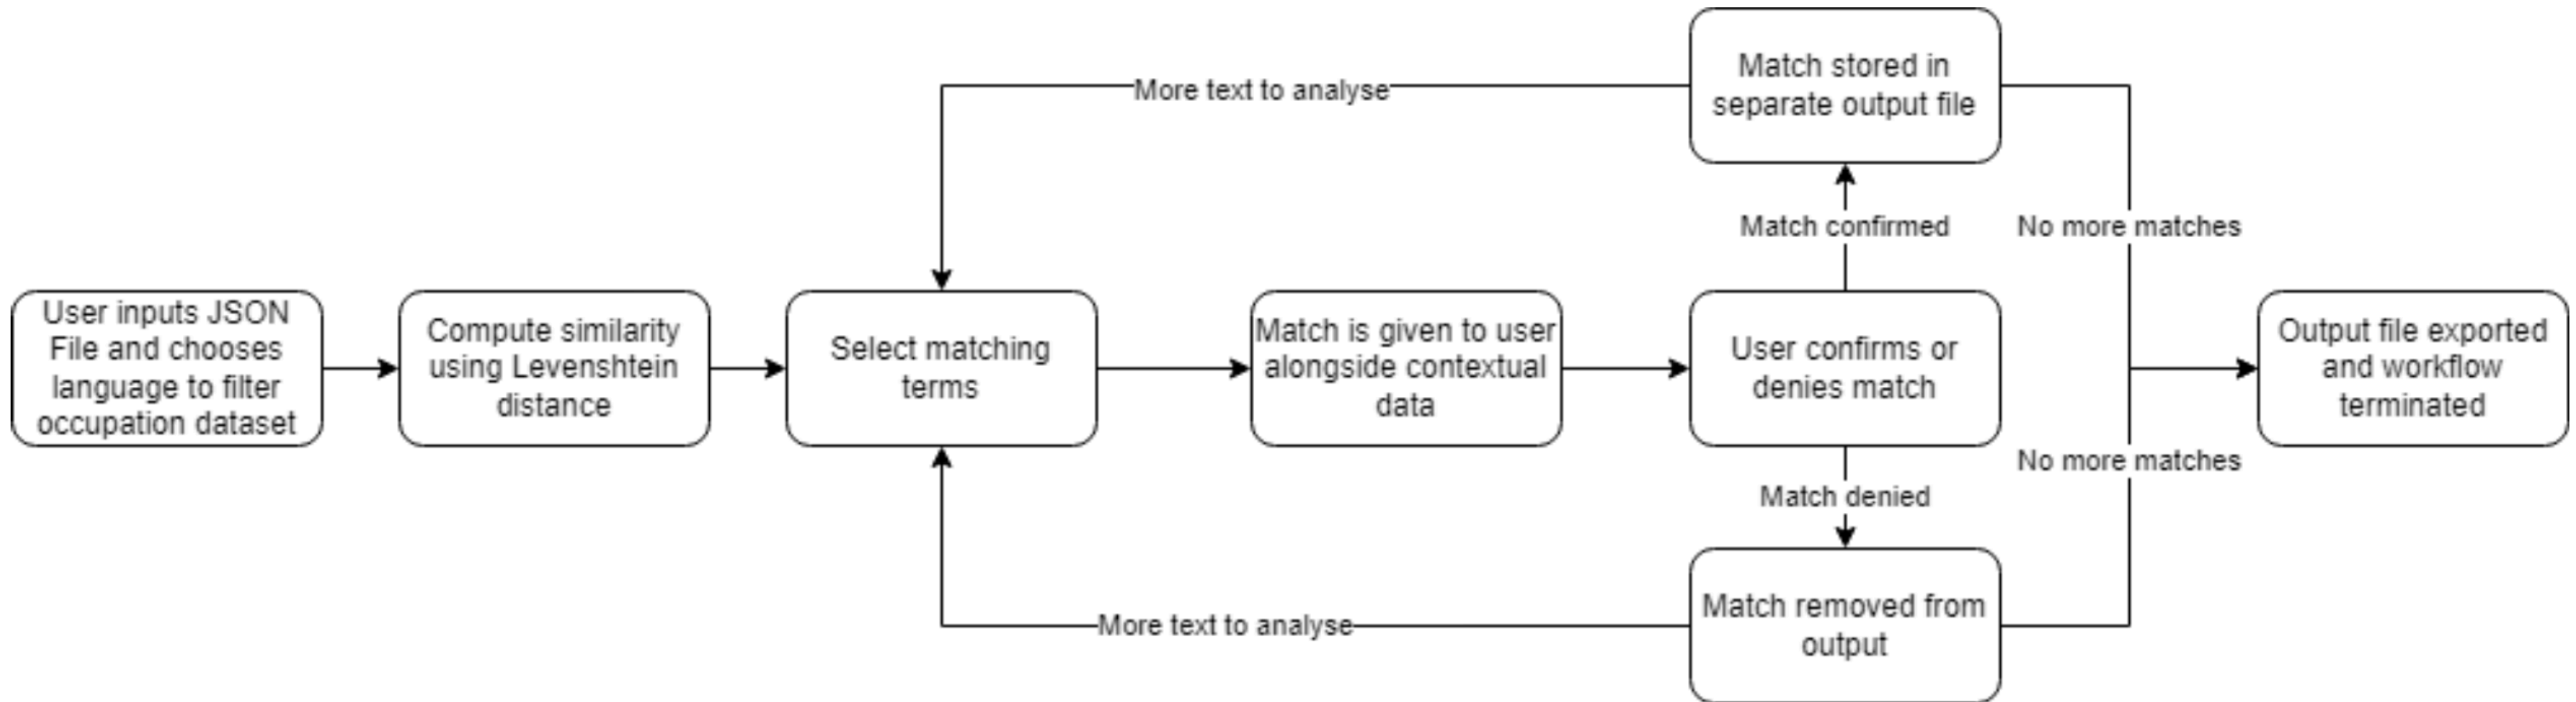 User inputs JSON
File and chooses
language to filter
occupation dataset
Compute similarity
using Levenshtein
distance
Select matching
terms
Match is given to user
alongside contextual
data
User confirms or
denies match
Match confirmed
Match stored in
separate output file
More text to analyse
No more matches
Match denied
Match removed from
output
More text to analyse
No more matches
Output file exported
and workflow
terminated